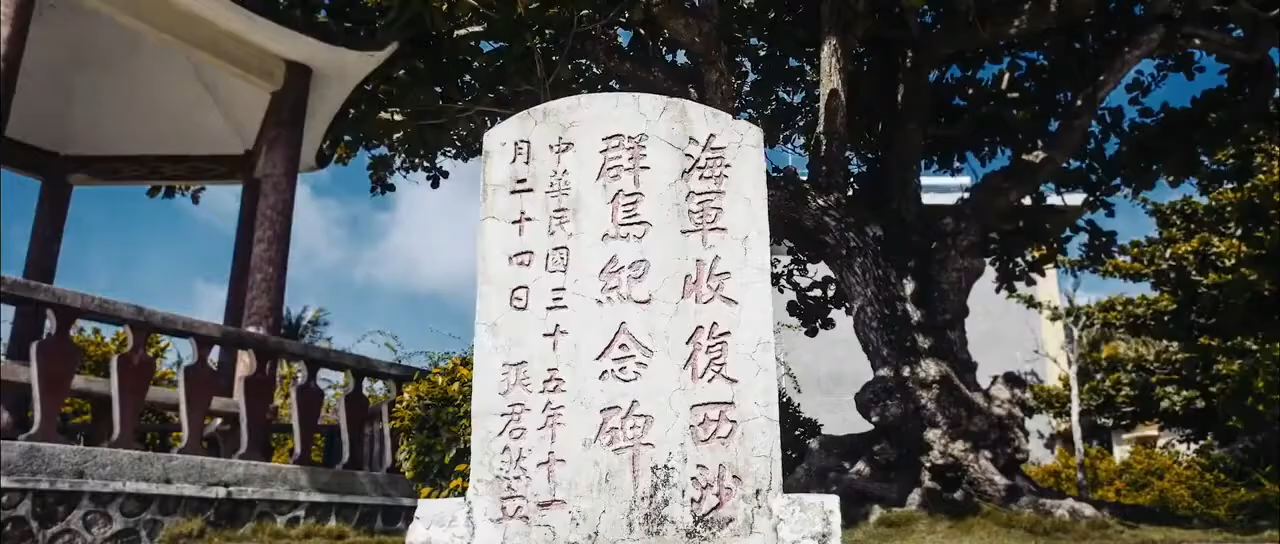 海軍收復西沙
群島紀念碑
中華民國三十五年十一
月二十四日 張君然立